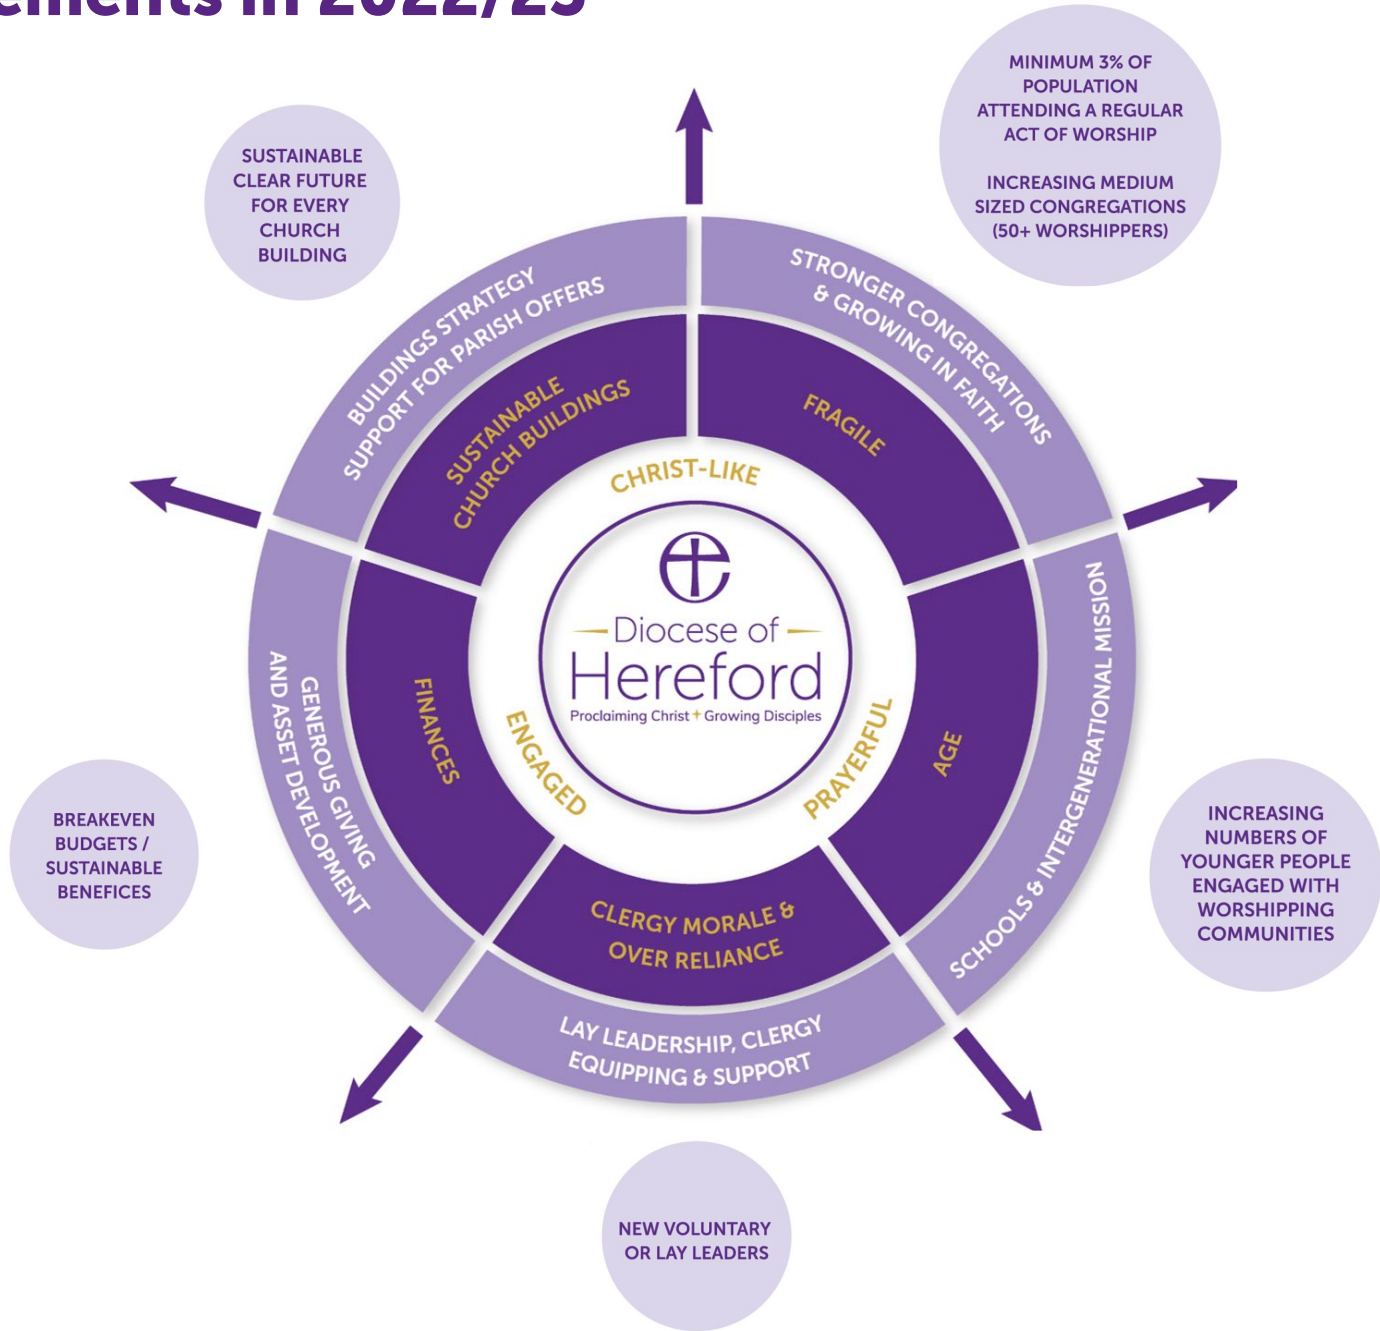 ements in 2022/23
MINIMUM 3% OF
POPULATION
ATTENDING A REGULAR
ACT OF WORSHIP
INCREASING MEDIUM
SIZED CONGREGATIONS
(50+ WORSHIPPERS)
SUSTAINABLE
CLEAR FUTURE
FOR EVERY
CHURCH
BUILDING
BUILDINGS STRATEGY
SUPPORT FOR PARISH OFFERS
STRONGER CONGREGATIONS
& GROWING IN FAITH
SUSTAINABLE
CHURCH BUILDINGS
FRAGILE
CHRIST-LIKE
Diocese of
Hereford
Proclaiming Christ + Growing Disciples
ENGAGED
PRAYERFUL
FINANCES
AGE
GENEROUS GIVING
AND ASSET DEVELOPMENT
SCHOOLS & INTERGENERATIONAL MISSION
CLERGY MORALE &
OVER RELIANCE
LAY LEADERSHIP, CLERGY
EQUIPPING & SUPPORT
BREAKEVEN
BUDGETS /
SUSTAINABLE
BENEFICES
INCREASING
NUMBERS OF
YOUNGER PEOPLE
ENGAGED WITH
WORSHIPPING
COMMUNITIES
NEW VOLUNTARY
OR LAY LEADERS